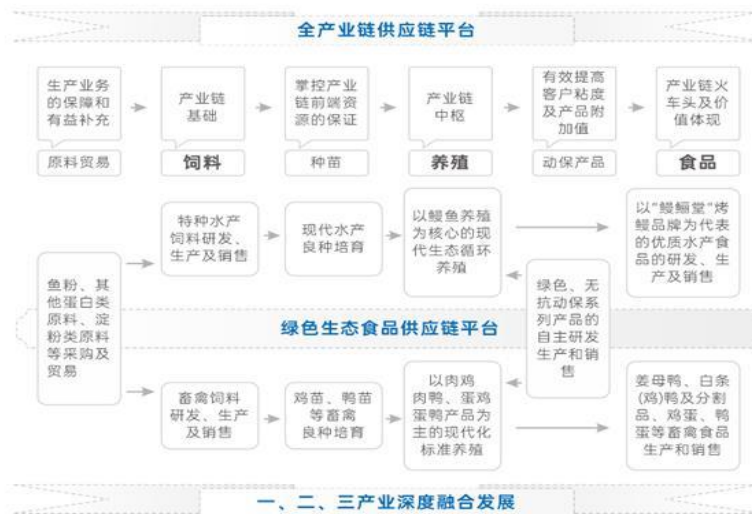 全产业链供应链平台
生产业务
的保障和
有益补充
产业链
基础
掌控产业
链前端资
源的保证
产业链
中枢
有效提高
客户粘度
及产品附
加值
产业链火
车头及价
值体现
原料贸易
饲料
种苗
养殖
动保产品
食品
鱼粉、其
他蛋白类
原料、淀
粉类原料
等采购及
贸易
特种水产
饲料研发、
生产及销售
现代水产
良种培育
以鳗鱼养殖
为核心的现
代生态循环
养殖
以“鳗鲡堂”烤
鳗品牌为代表
的优质水产食
品的研发、生
产及销售
绿色、无
抗动保系
列产品的
自主研发
生产和销
售
绿色生态食品供应链平台
畜禽饲料
研发、生产
及销售
鸡苗、鸭苗
等畜禽
良种培育
以肉鸡
肉鸭、蛋鸡
蛋鸭产品为
主的现代化
标准养殖
姜母鸭、白条
(鸡)鸭及分割
品、鸡蛋、鸭
蛋等畜禽食品
生产和销售
一、二、三产业深度融合发展